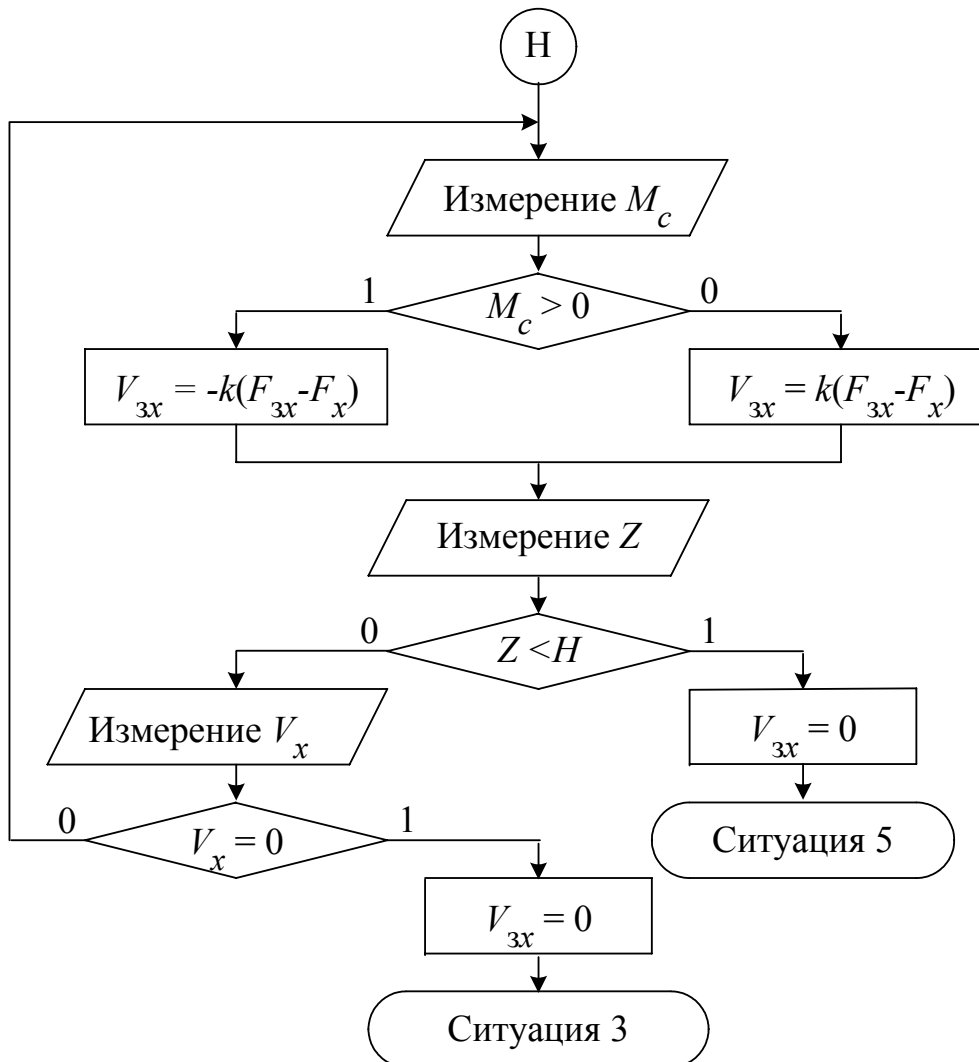 Н
Измерение M_c
1
M_c > 0
0
V_зx = -k(F_зx-F_x)
V_зx = k(F_зx-F_x)
Измерение Z
0
Z <H
1
Измерение V_x
V_зx = 0
0
V_x = 0
1
Ситуация 5
V_зx = 0
Ситуация 3